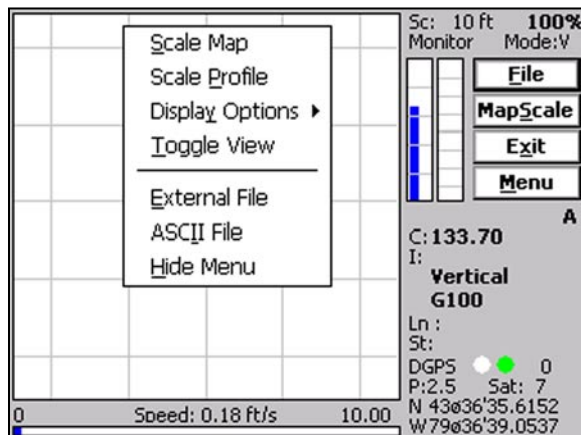 Scale Map
Scale Profile
Display Options
Toggle View
External File
ASCII File
Hide Menu
0 Speed: 0.18 ft/s 10.00
Sc: 10 ft 100%
Monitor Mode:V
File
MapScale
Exit
Menu
A
C:133.70
I:
Vertical
G100
Ln :
St:
DGPS 0
P:2.5 Sat: 7
N 43ø36'35.6152
W79ø36'39.0537